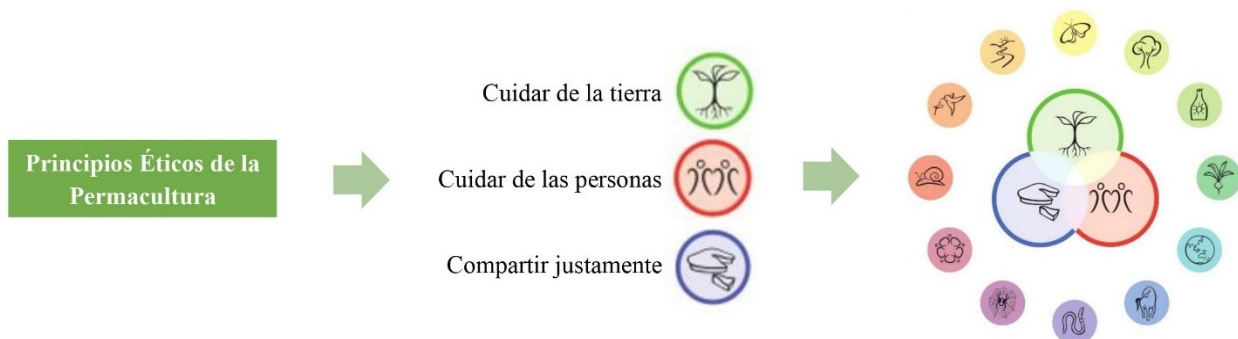 Principios Éticos de la
Permacultura
Cuidar de la tierra
Cuidar de las personas
Compartir justamente